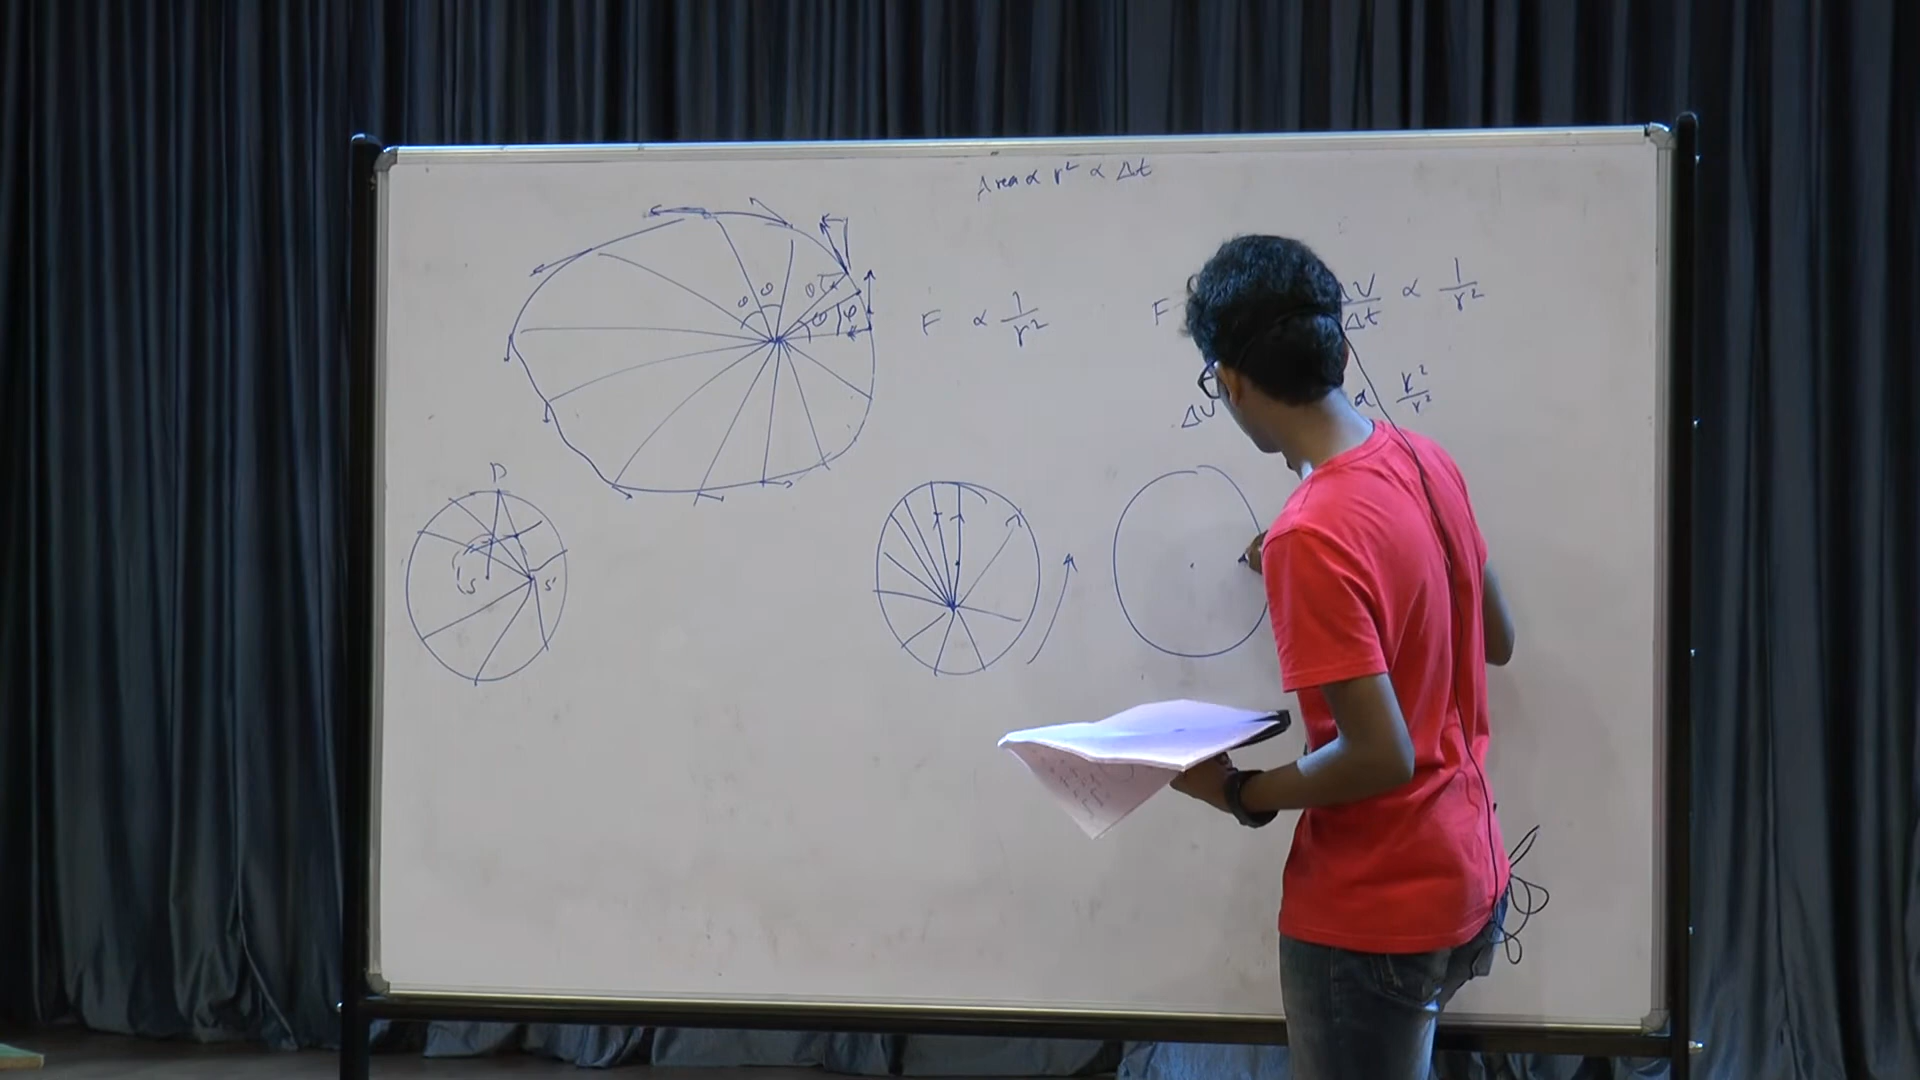 Area ∝ r² ∝ Δt
θ θ θ θ φ
F ∝ 1/r²
F ΔV/Δt ∝ 1/r²
ΔV ∝ r²/r²
P
S S'